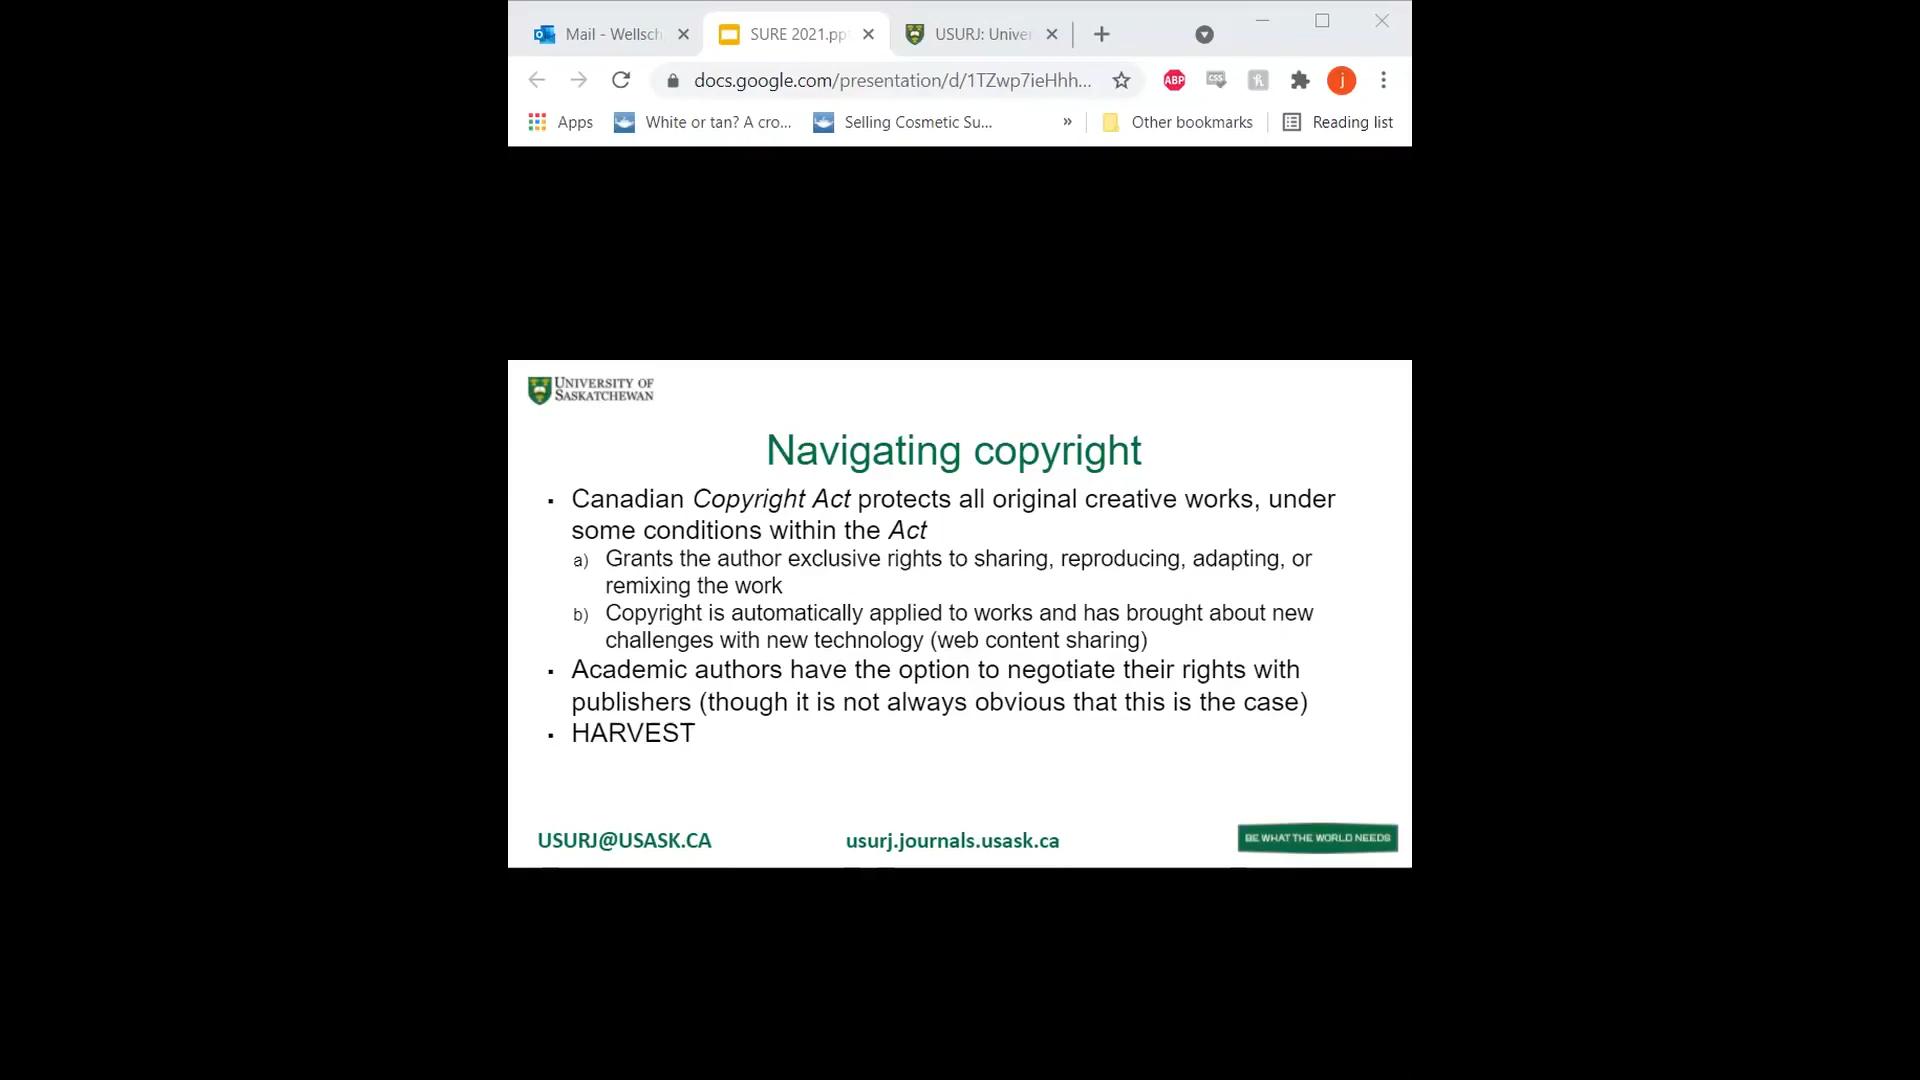 Mail - Wellsch
SURE 2021.pp
USURJ: Unive
docs.google.com/presentation/d/1TZwp7ieHhh...
ABP
CSS
j
Apps
White or tan? A cro...
Selling Cosmetic Su...
»
Other bookmarks
Reading list
UNIVERSITY OF
SASKATCHEWAN
Navigating copyright
▪ Canadian Copyright Act protects all original creative works, under
some conditions within the Act
a) Grants the author exclusive rights to sharing, reproducing, adapting, or
remixing the work
b) Copyright is automatically applied to works and has brought about new
challenges with new technology (web content sharing)
▪ Academic authors have the option to negotiate their rights with
publishers (though it is not always obvious that this is the case)
▪ HARVEST
USURJ@USASK.CA
usurj.journals.usask.ca
BE WHAT THE WORLD NEEDS